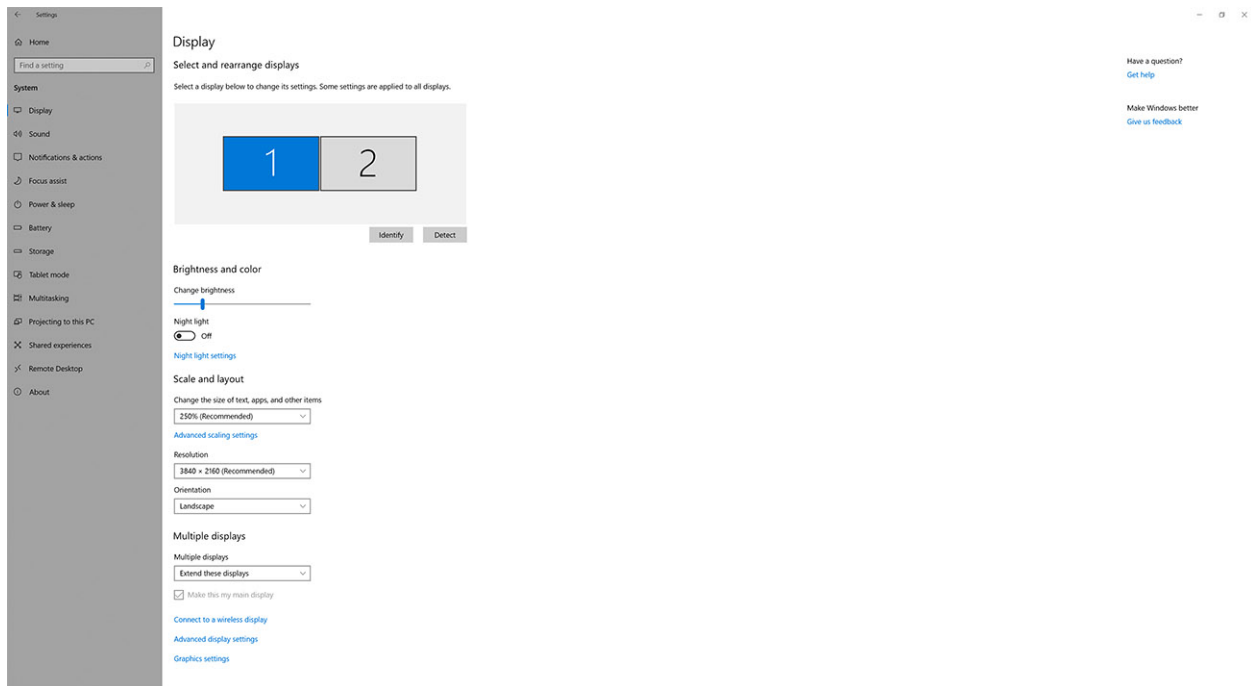 Settings
Home
Find a setting
System
Display
Sound
Notifications & actions
Focus assist
Power & sleep
Battery
Storage
Tablet mode
Multitasking
Projecting to this PC
Shared experiences
Remote Desktop
About
Display
Select and rearrange displays
Select a display below to change its settings. Some settings are applied to all displays.
1 2
Identify Detect
Brightness and color
Change brightness
Night light
Off
Night light settings
Scale and layout
Change the size of text, apps, and other items
250% (Recommended)
Advanced scaling settings
Resolution
3840 × 2160 (Recommended)
Orientation
Landscape
Multiple displays
Multiple displays
Extend these displays
Make this my main display
Connect to a wireless display
Advanced display settings
Graphics settings
Have a question?
Get help
Make Windows better
Give us feedback